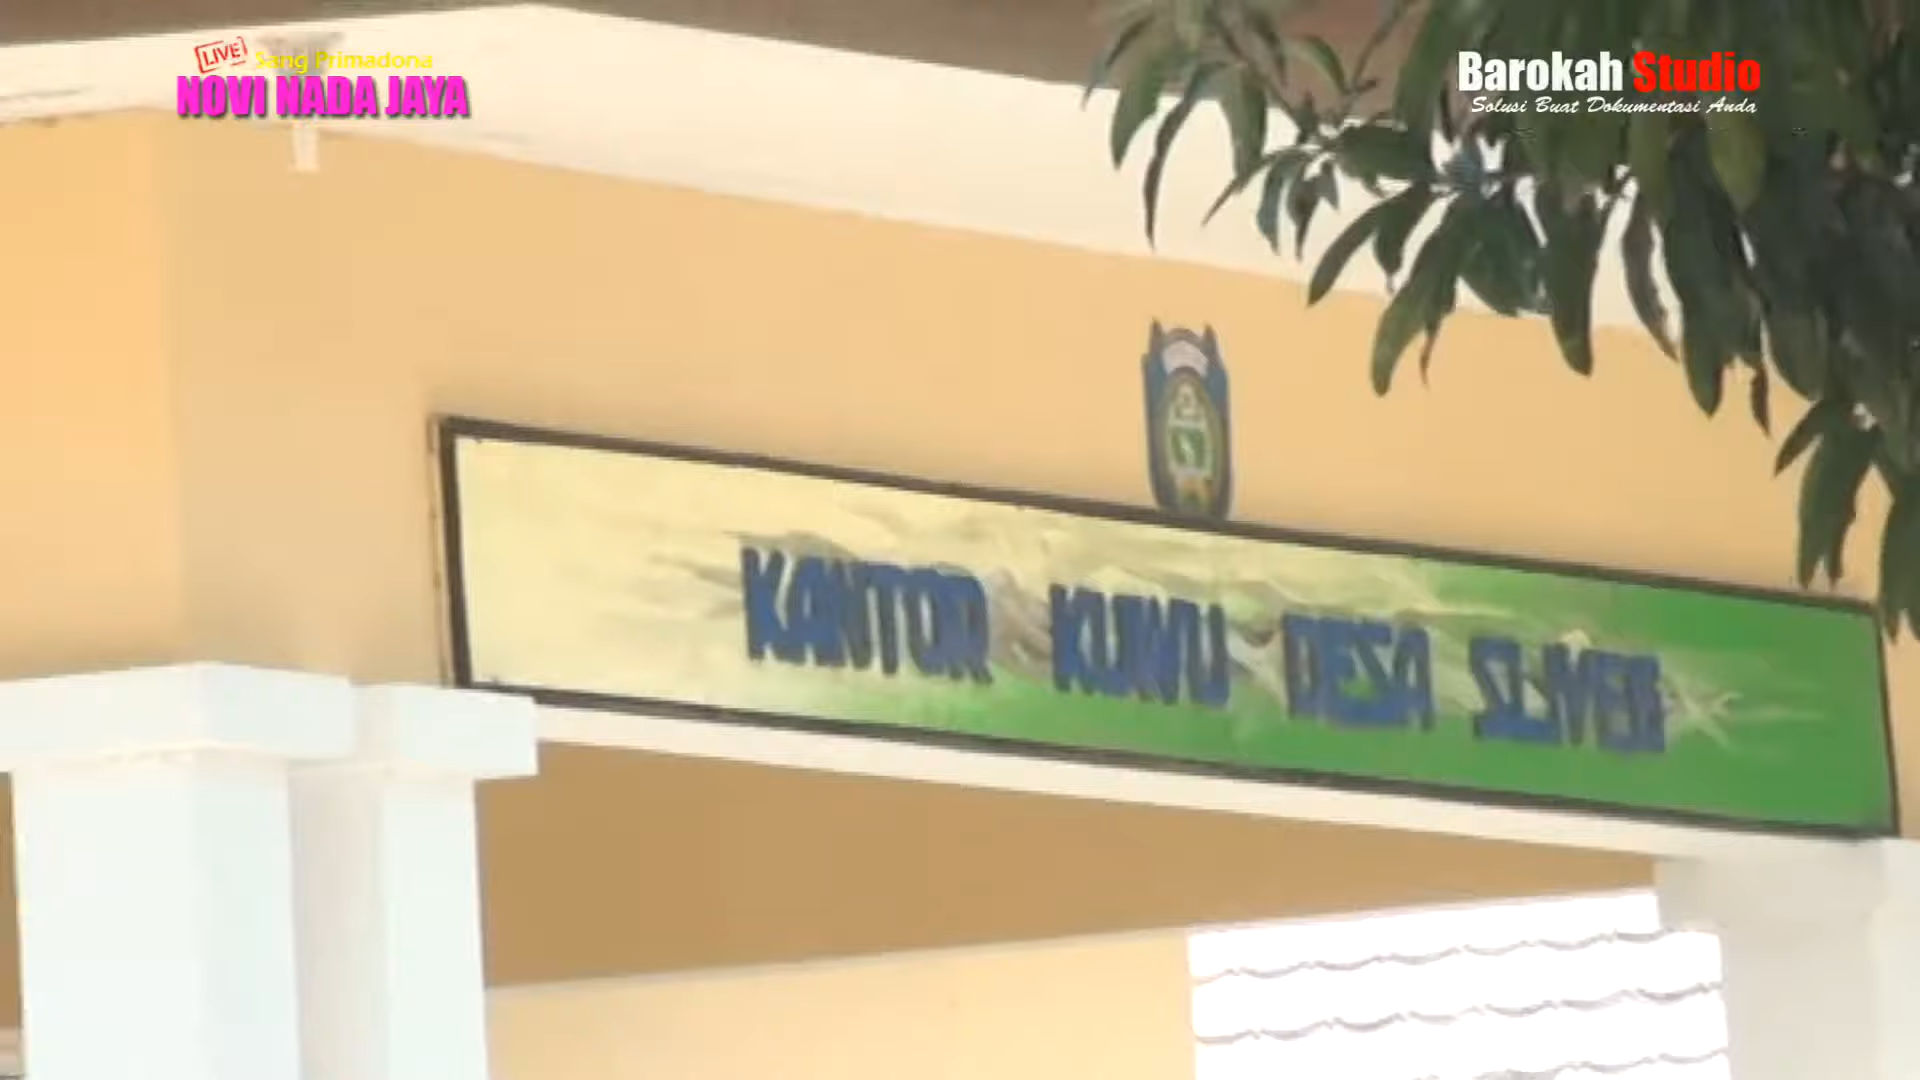 LIVE Sang Primadona
NOVI NADA JAYA
Barokah Studio
Solusi Buat Dokumentasi Anda
KANTOR KUWU DESA SLIYEG